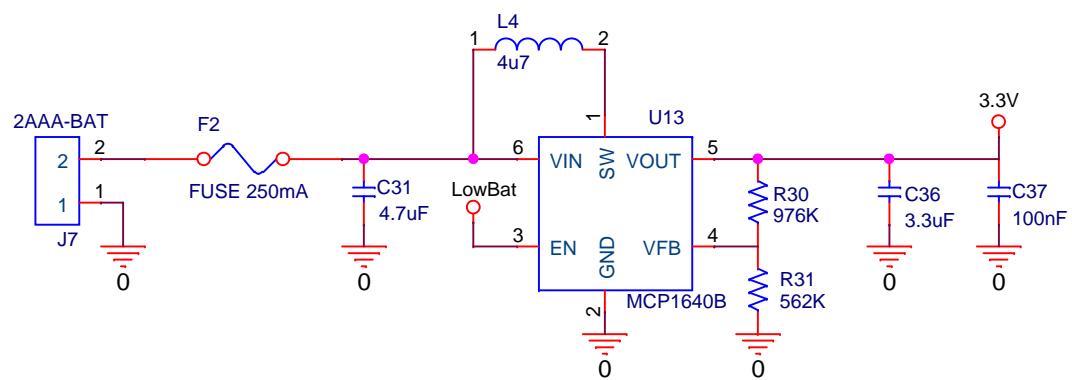 L4
1
2
4u7
2AAA-BAT
F2
U13
3.3V
2
2
1
1
J7
0
FUSE 250mA
C31
4.7uF
0
LowBat
6
3
1
VIN
SW
VOUT
EN
GND
VFB
5
4
2
0
MCP1640B
R30
976K
R31
562K
0
C36
3.3uF
0
C37
100nF
0